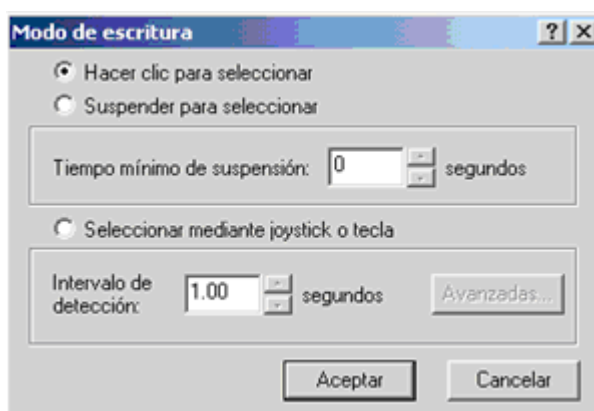 Modo de escritura
Hacer clic para seleccionar
Suspender para seleccionar
Tiempo mínimo de suspensión: 0 segundos
Seleccionar mediante joystick o tecla
Intervalo de
detección: 1.00 segundos Avanzadas...
Aceptar Cancelar